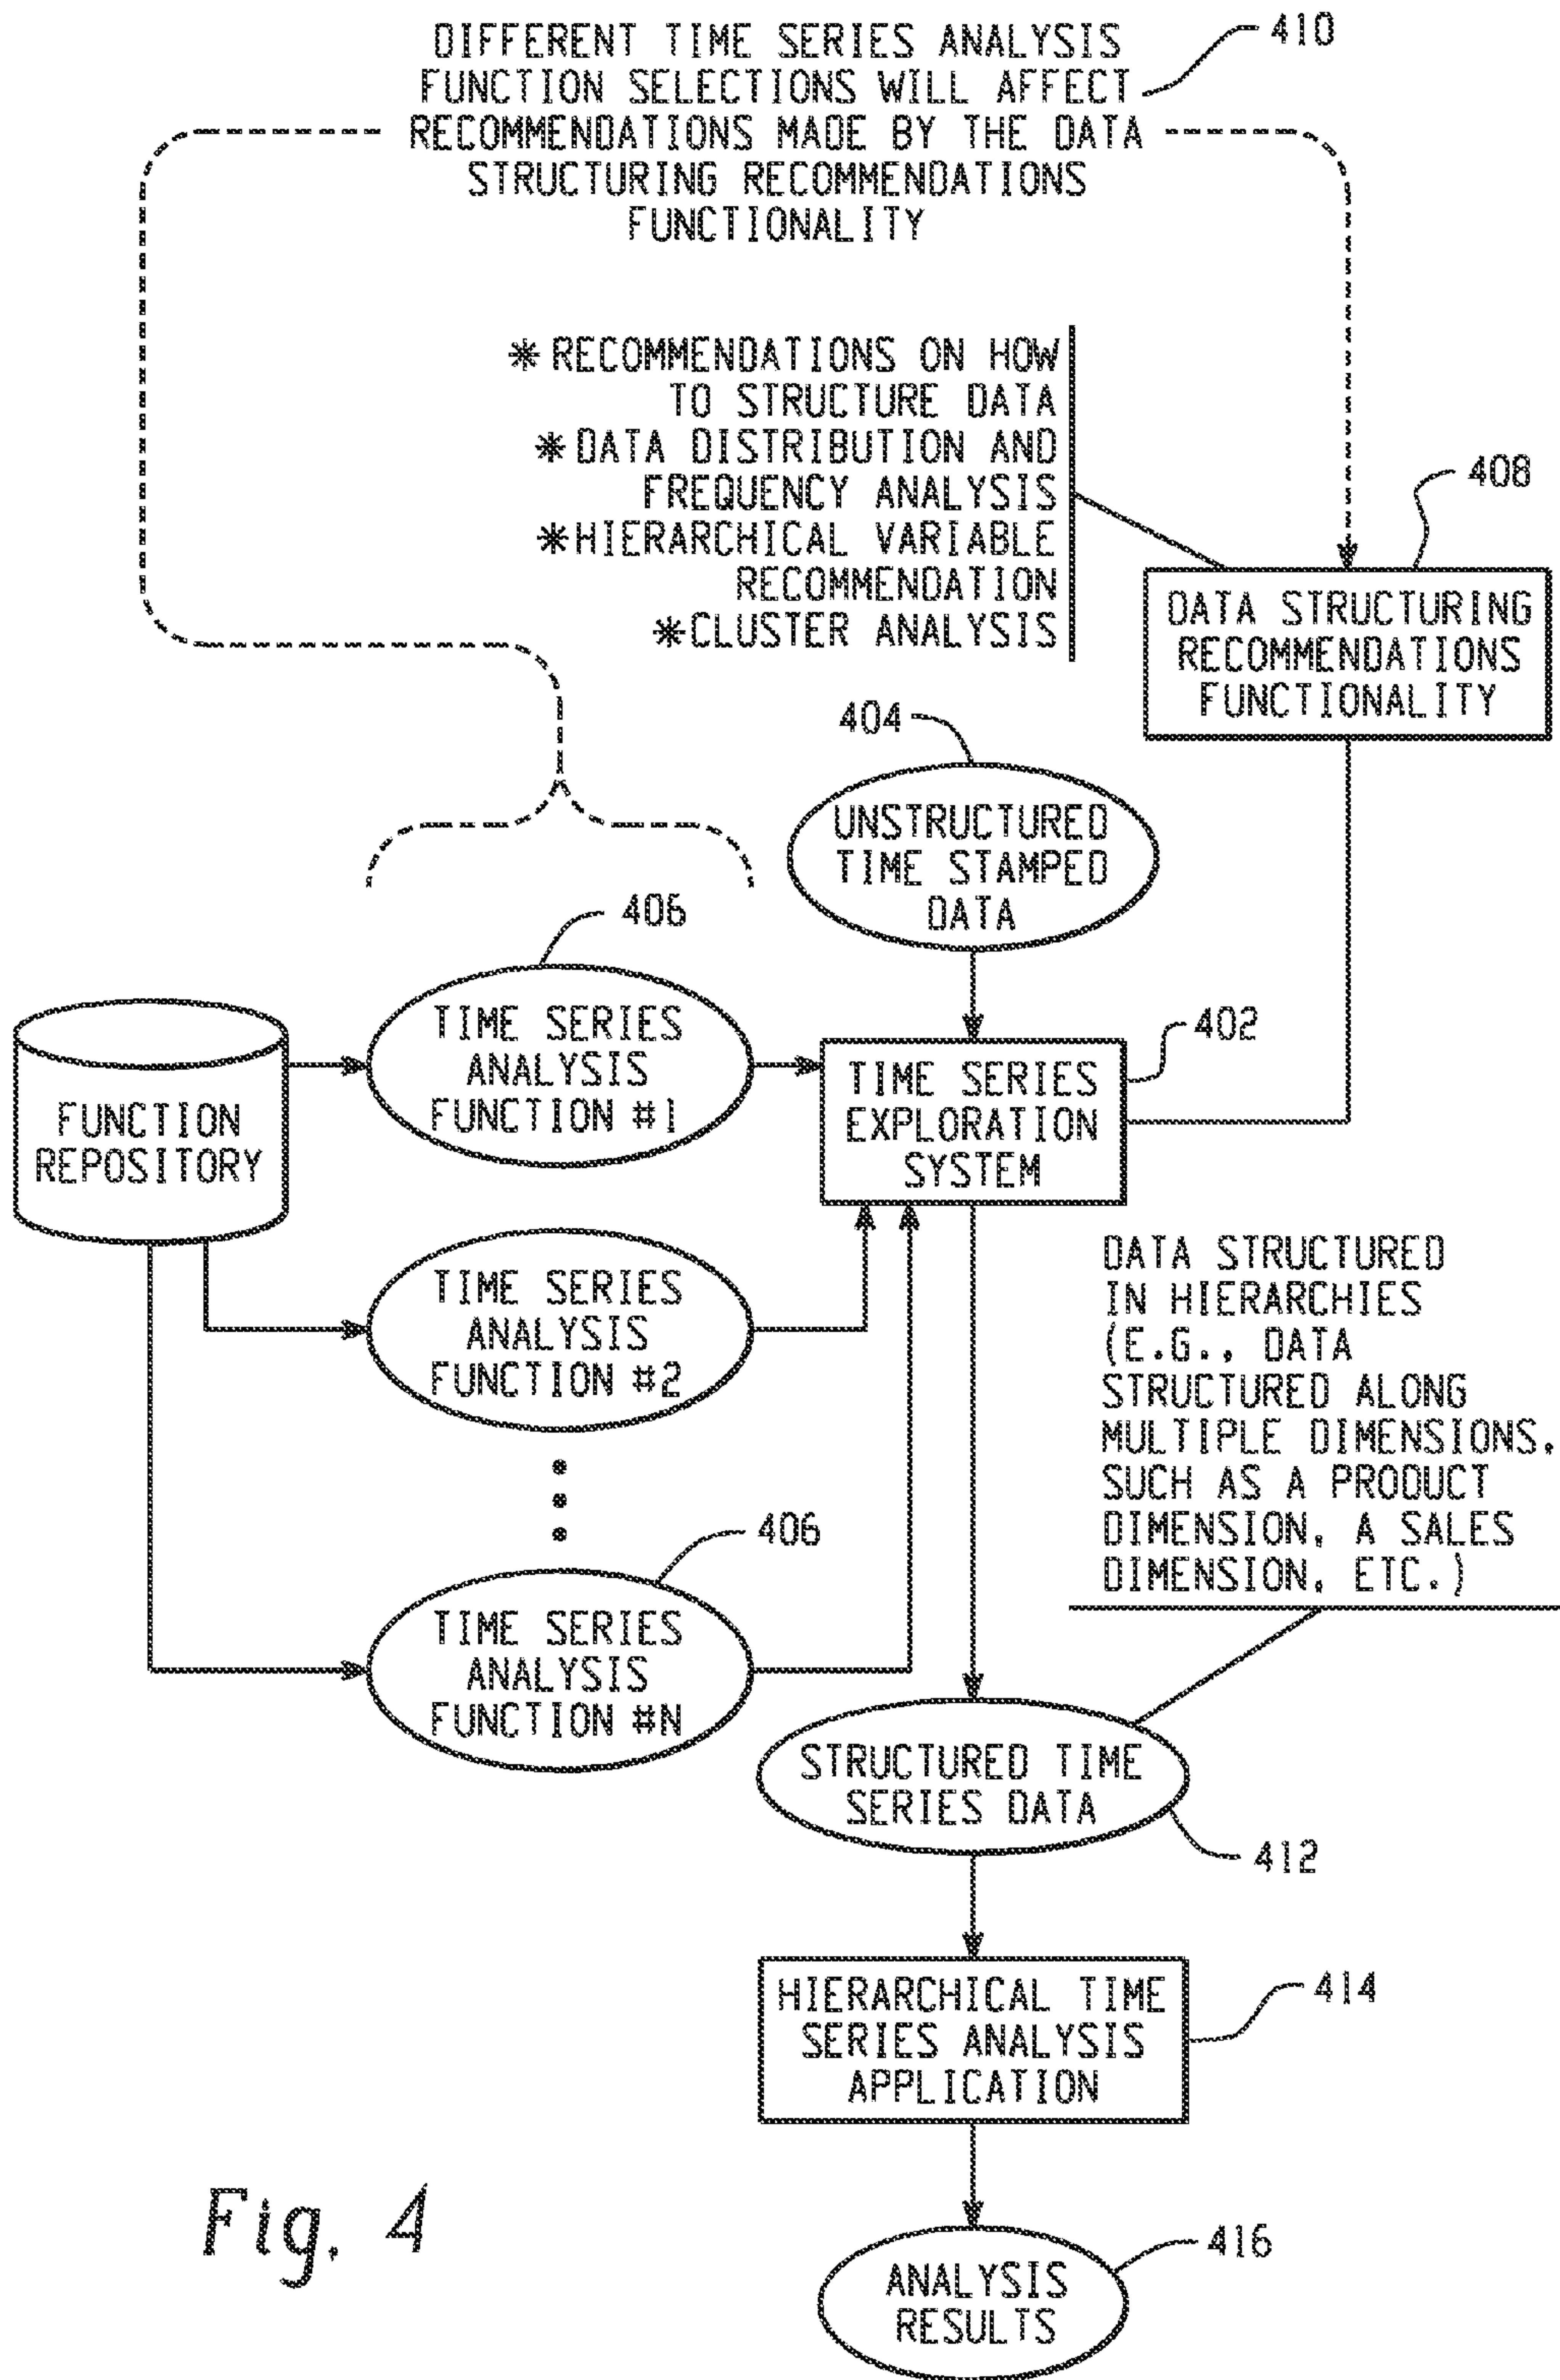 DIFFERENT TIME SERIES ANALYSIS
FUNCTION SELECTIONS WILL AFFECT
RECOMMENDATIONS MADE BY THE DATA
STRUCTURING RECOMMENDATIONS
FUNCTIONALITY
410
* RECOMMENDATIONS ON HOW
TO STRUCTURE DATA
* DATA DISTRIBUTION AND
FREQUENCY ANALYSIS
* HIERARCHICAL VARIABLE
RECOMMENDATION
* CLUSTER ANALYSIS
408
DATA STRUCTURING
RECOMMENDATIONS
FUNCTIONALITY
404
UNSTRUCTURED
TIME STAMPED
DATA
406
TIME SERIES
ANALYSIS
FUNCTION #1
402
TIME SERIES
EXPLORATION
SYSTEM
FUNCTION
REPOSITORY
TIME SERIES
ANALYSIS
FUNCTION #2
DATA STRUCTURED
IN HIERARCHIES
(E.G., DATA
STRUCTURED ALONG
MULTIPLE DIMENSIONS,
SUCH AS A PRODUCT
DIMENSION, A SALES
DIMENSION, ETC.)
406
TIME SERIES
ANALYSIS
FUNCTION #N
STRUCTURED TIME
SERIES DATA
412
HIERARCHICAL TIME
SERIES ANALYSIS
APPLICATION
414
Fig. 4
416
ANALYSIS
RESULTS